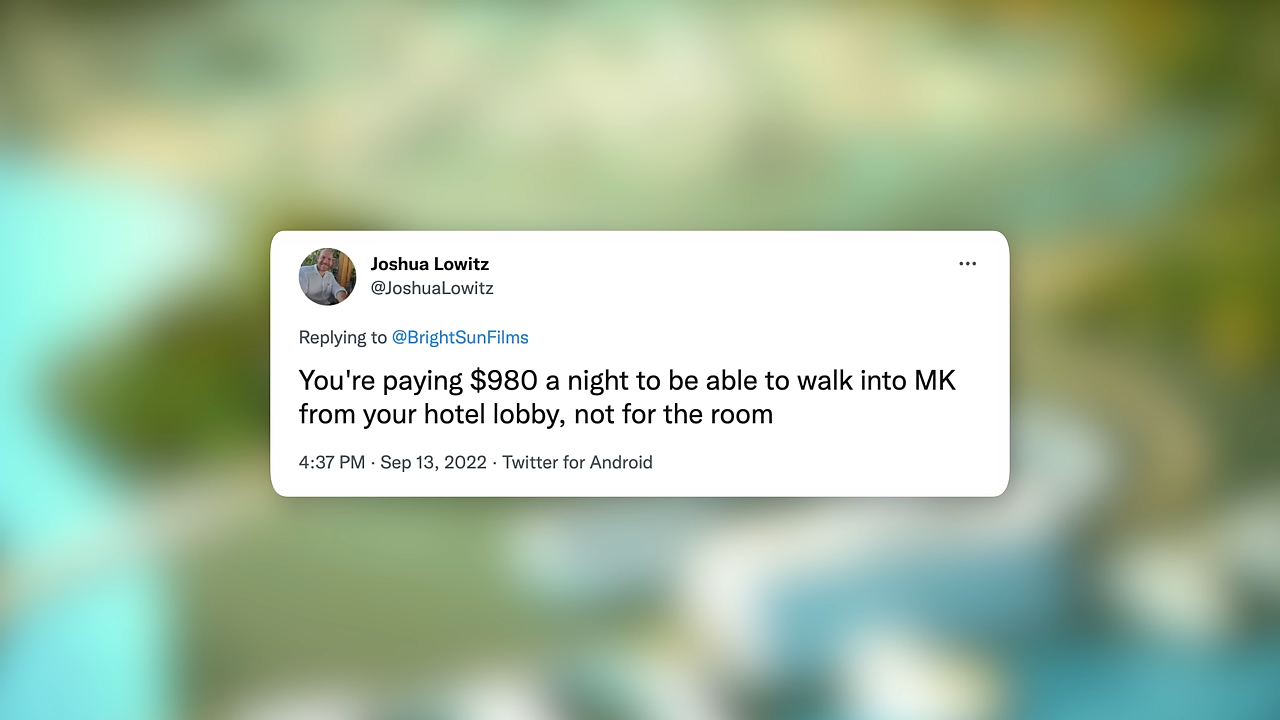 Joshua Lowitz
@JoshuaLowitz
Replying to @BrightSunFilms
You're paying $980 a night to be able to walk into MK
from your hotel lobby, not for the room
4:37 PM · Sep 13, 2022 · Twitter for Android